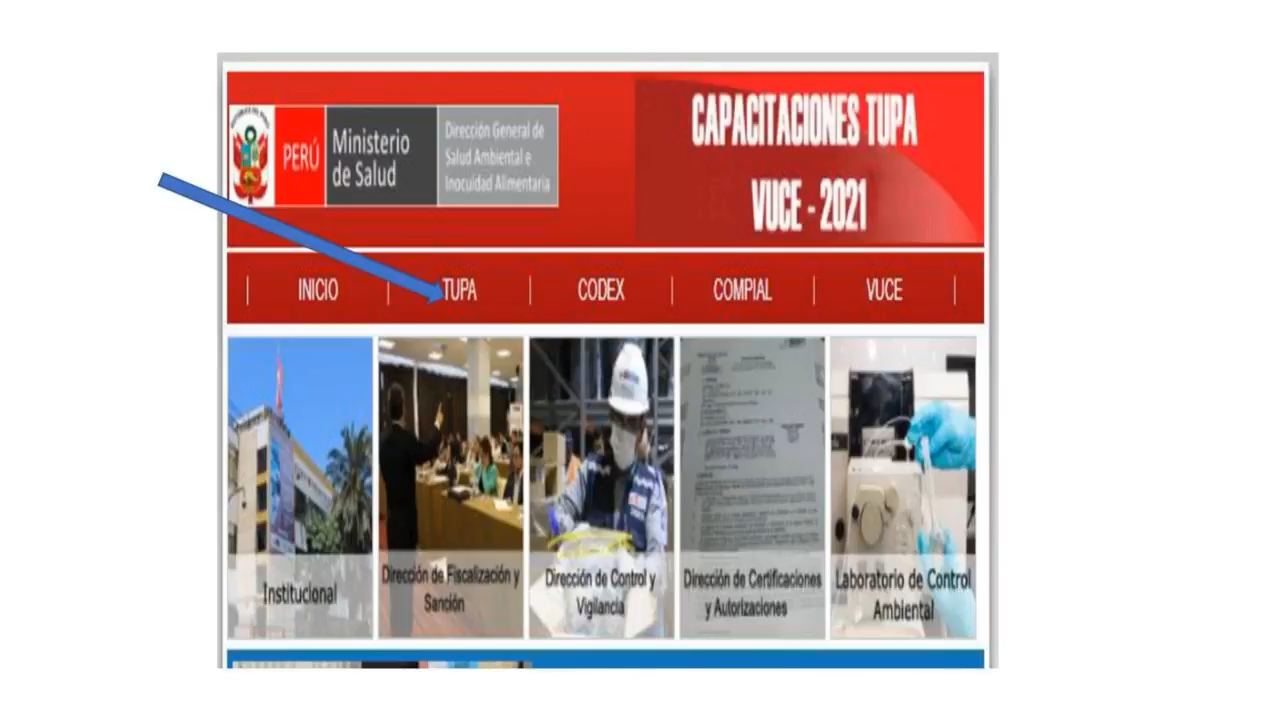 PERÚ
Ministerio
de Salud
Dirección General de
Salud Ambiental e
Inocuidad Alimentaria
CAPACITACIONES TUPA
VUCE - 2021
INICIO
TUPA
CODEX
COMPIAL
VUCE
Institucional
Dirección de Fiscalización y
Sanción
Dirección de Control y
Vigilancia
Dirección de Certificaciones
y Autorizaciones
Laboratorio de Control
Ambiental